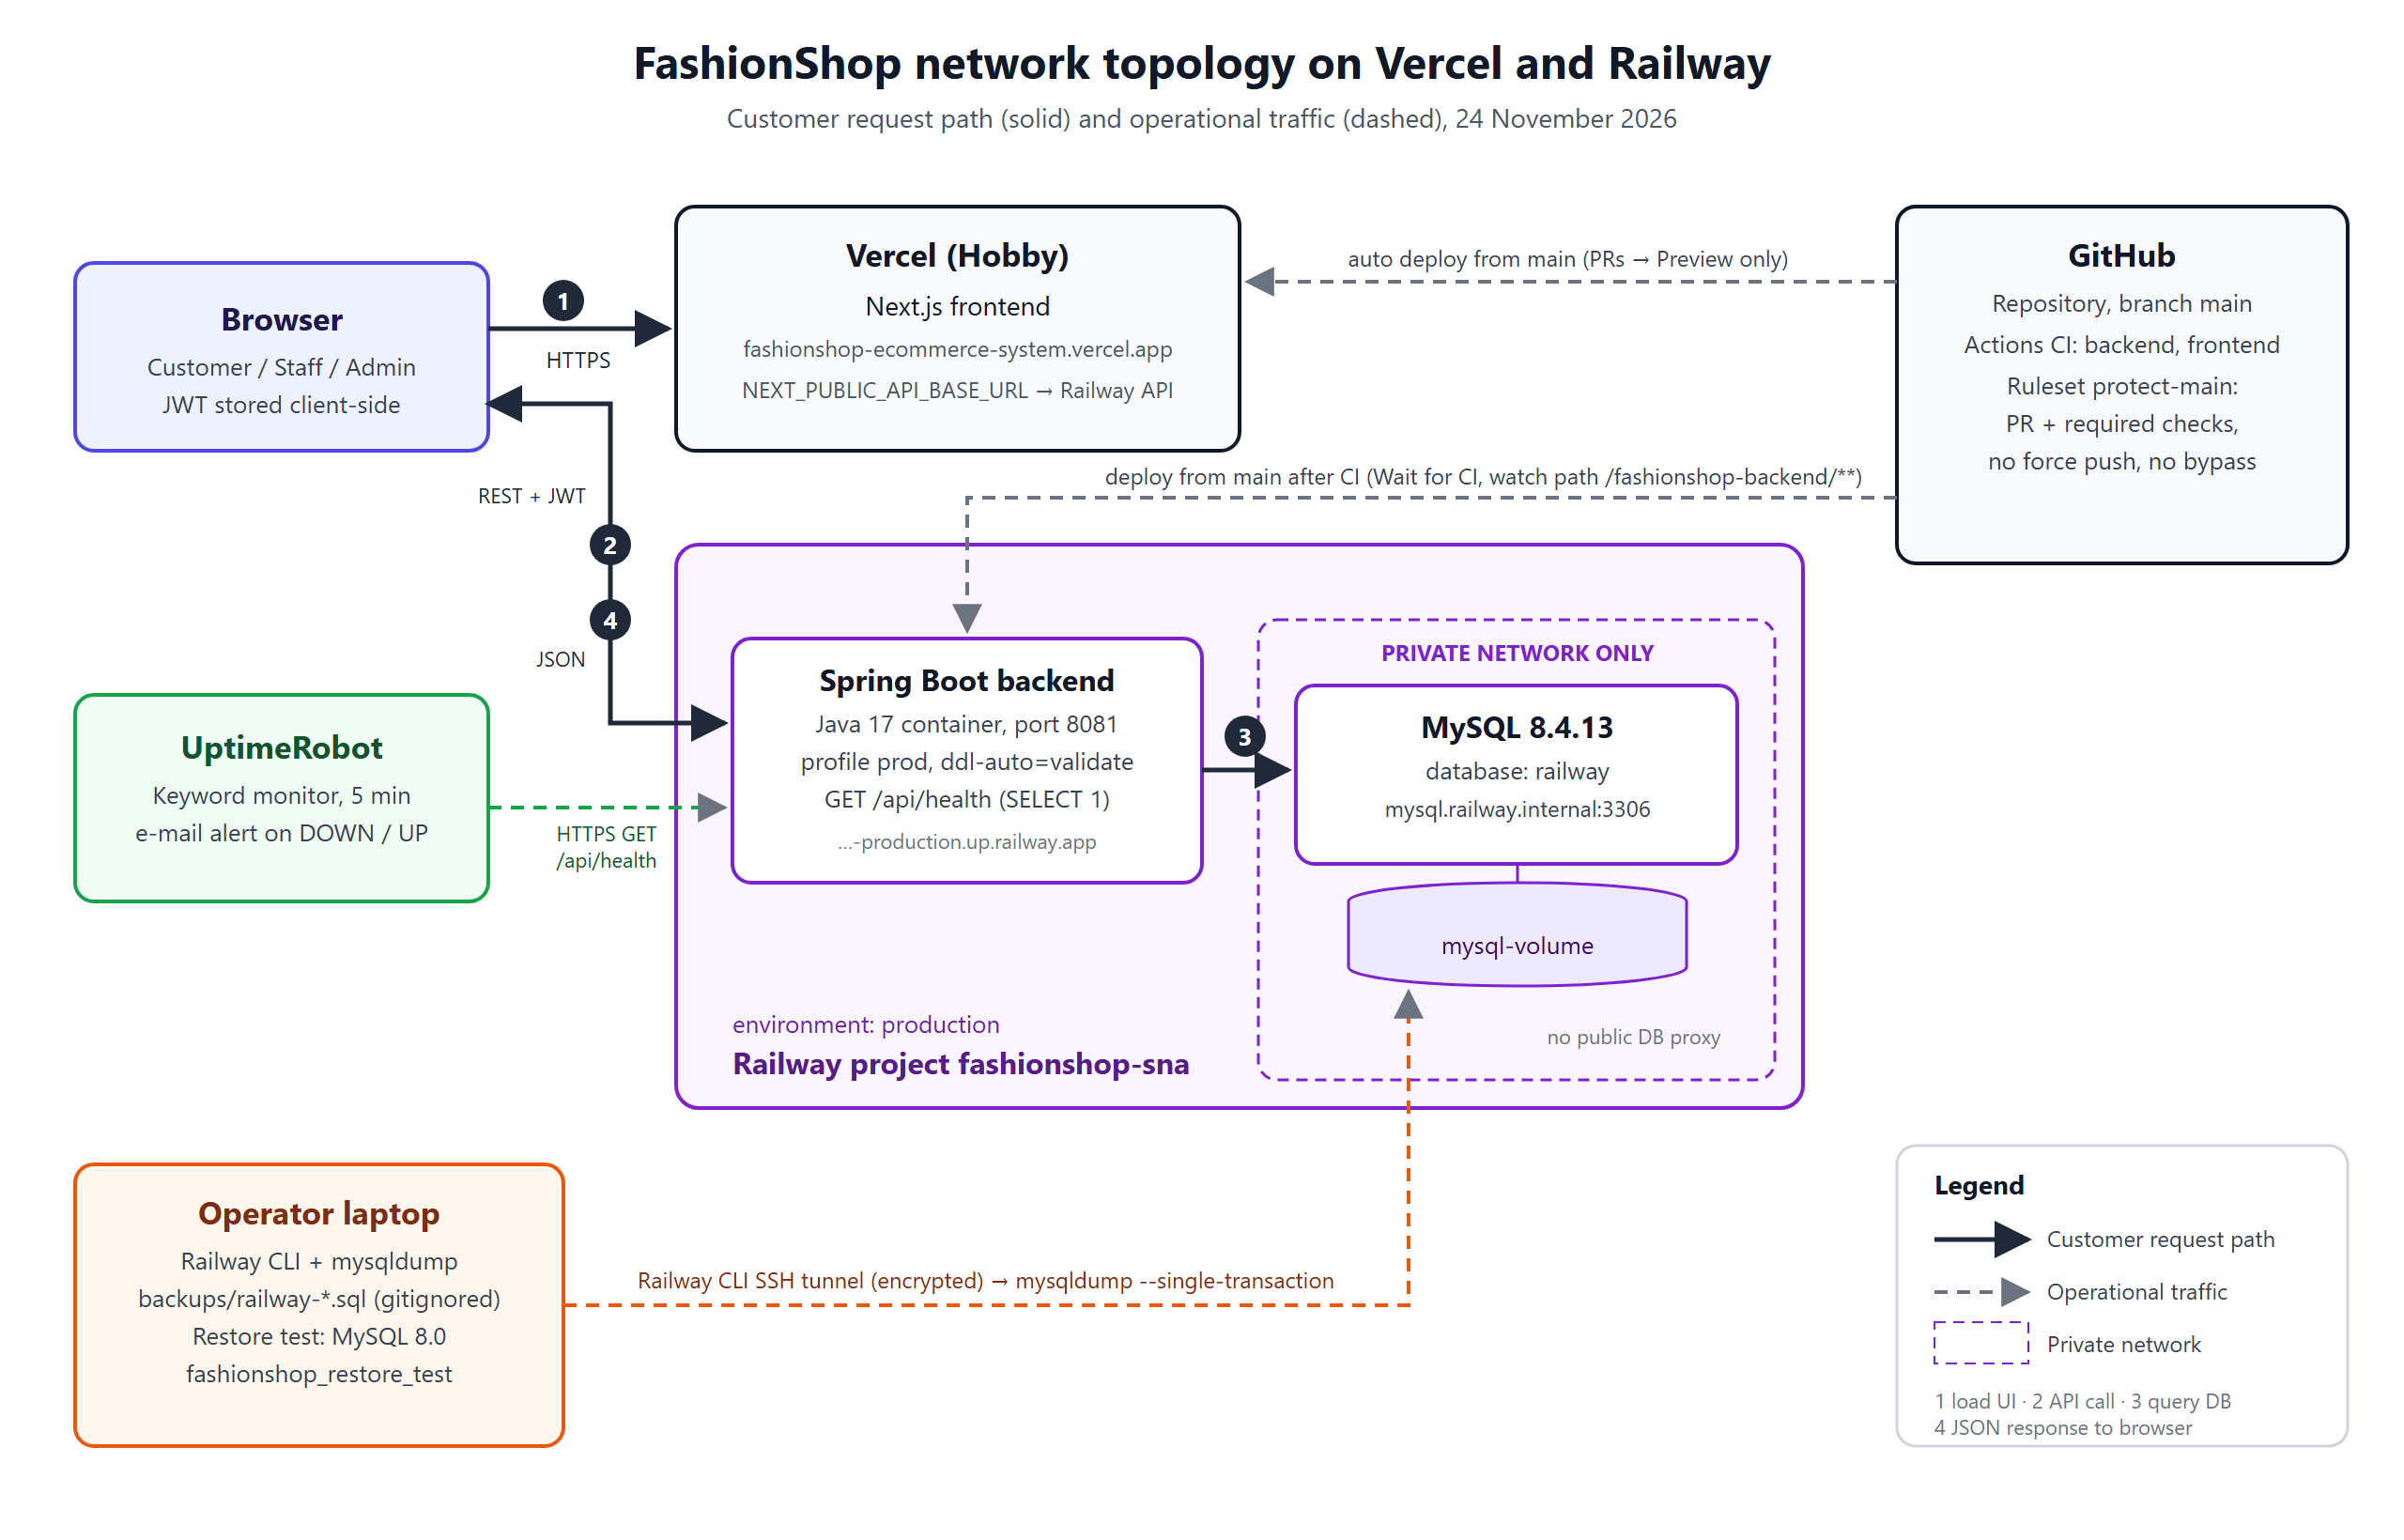 FashionShop network topology on Vercel and Railway
Customer request path (solid) and operational traffic (dashed), 24 November 2026
Browser
Customer / Staff / Admin
JWT stored client-side
1
HTTPS
Vercel (Hobby)
Next.js frontend
fashionshop-ecommerce-system.vercel.app
NEXT_PUBLIC_API_BASE_URL → Railway API
auto deploy from main (PRs → Preview only)
GitHub
Repository, branch main
Actions CI: backend, frontend
Ruleset protect-main:
PR + required checks,
no force push, no bypass
deploy from main after CI (Wait for CI, watch path /fashionshop-backend/**)
REST + JWT
2
4
JSON
UptimeRobot
Keyword monitor, 5 min
e-mail alert on DOWN / UP
HTTPS GET
/api/health
Spring Boot backend
Java 17 container, port 8081
profile prod, ddl-auto=validate
GET /api/health (SELECT 1)
...-production.up.railway.app
3
PRIVATE NETWORK ONLY
MySQL 8.4.13
database: railway
mysql.railway.internal:3306
mysql-volume
no public DB proxy
environment: production
Railway project fashionshop-sna
Operator laptop
Railway CLI + mysqldump
backups/railway-*.sql (gitignored)
Restore test: MySQL 8.0
fashionshop_restore_test
Railway CLI SSH tunnel (encrypted) → mysqldump --single-transaction
Legend
Customer request path
Operational traffic
Private network
1 load UI · 2 API call · 3 query DB
4 JSON response to browser